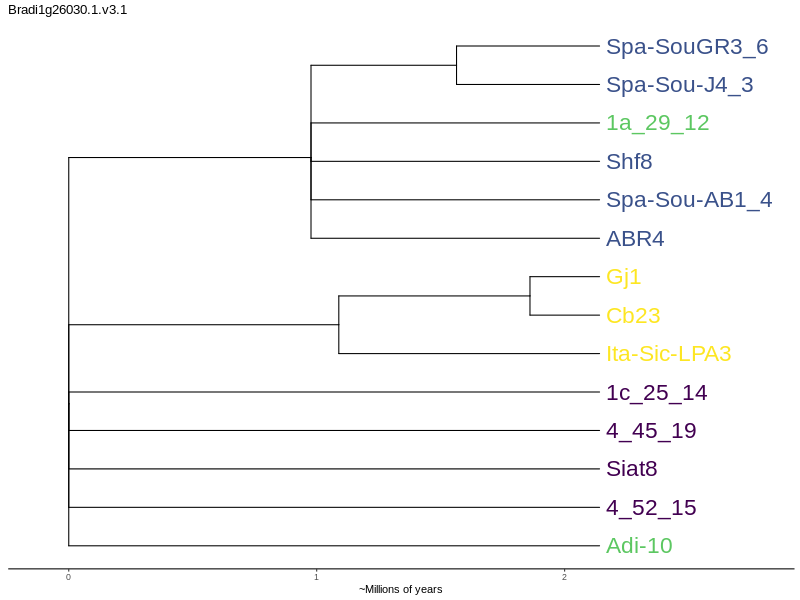 Bradi1g26030.1.v3.1
Spa-SouGR3_6
Spa-Sou-J4_3
1a_29_12
Shf8
Spa-Sou-AB1_4
ABR4
Gj1
Cb23
Ita-Sic-LPA3
1c_25_14
4_45_19
Siat8
4_52_15
Adi-10
0 1 2
~Millions of years